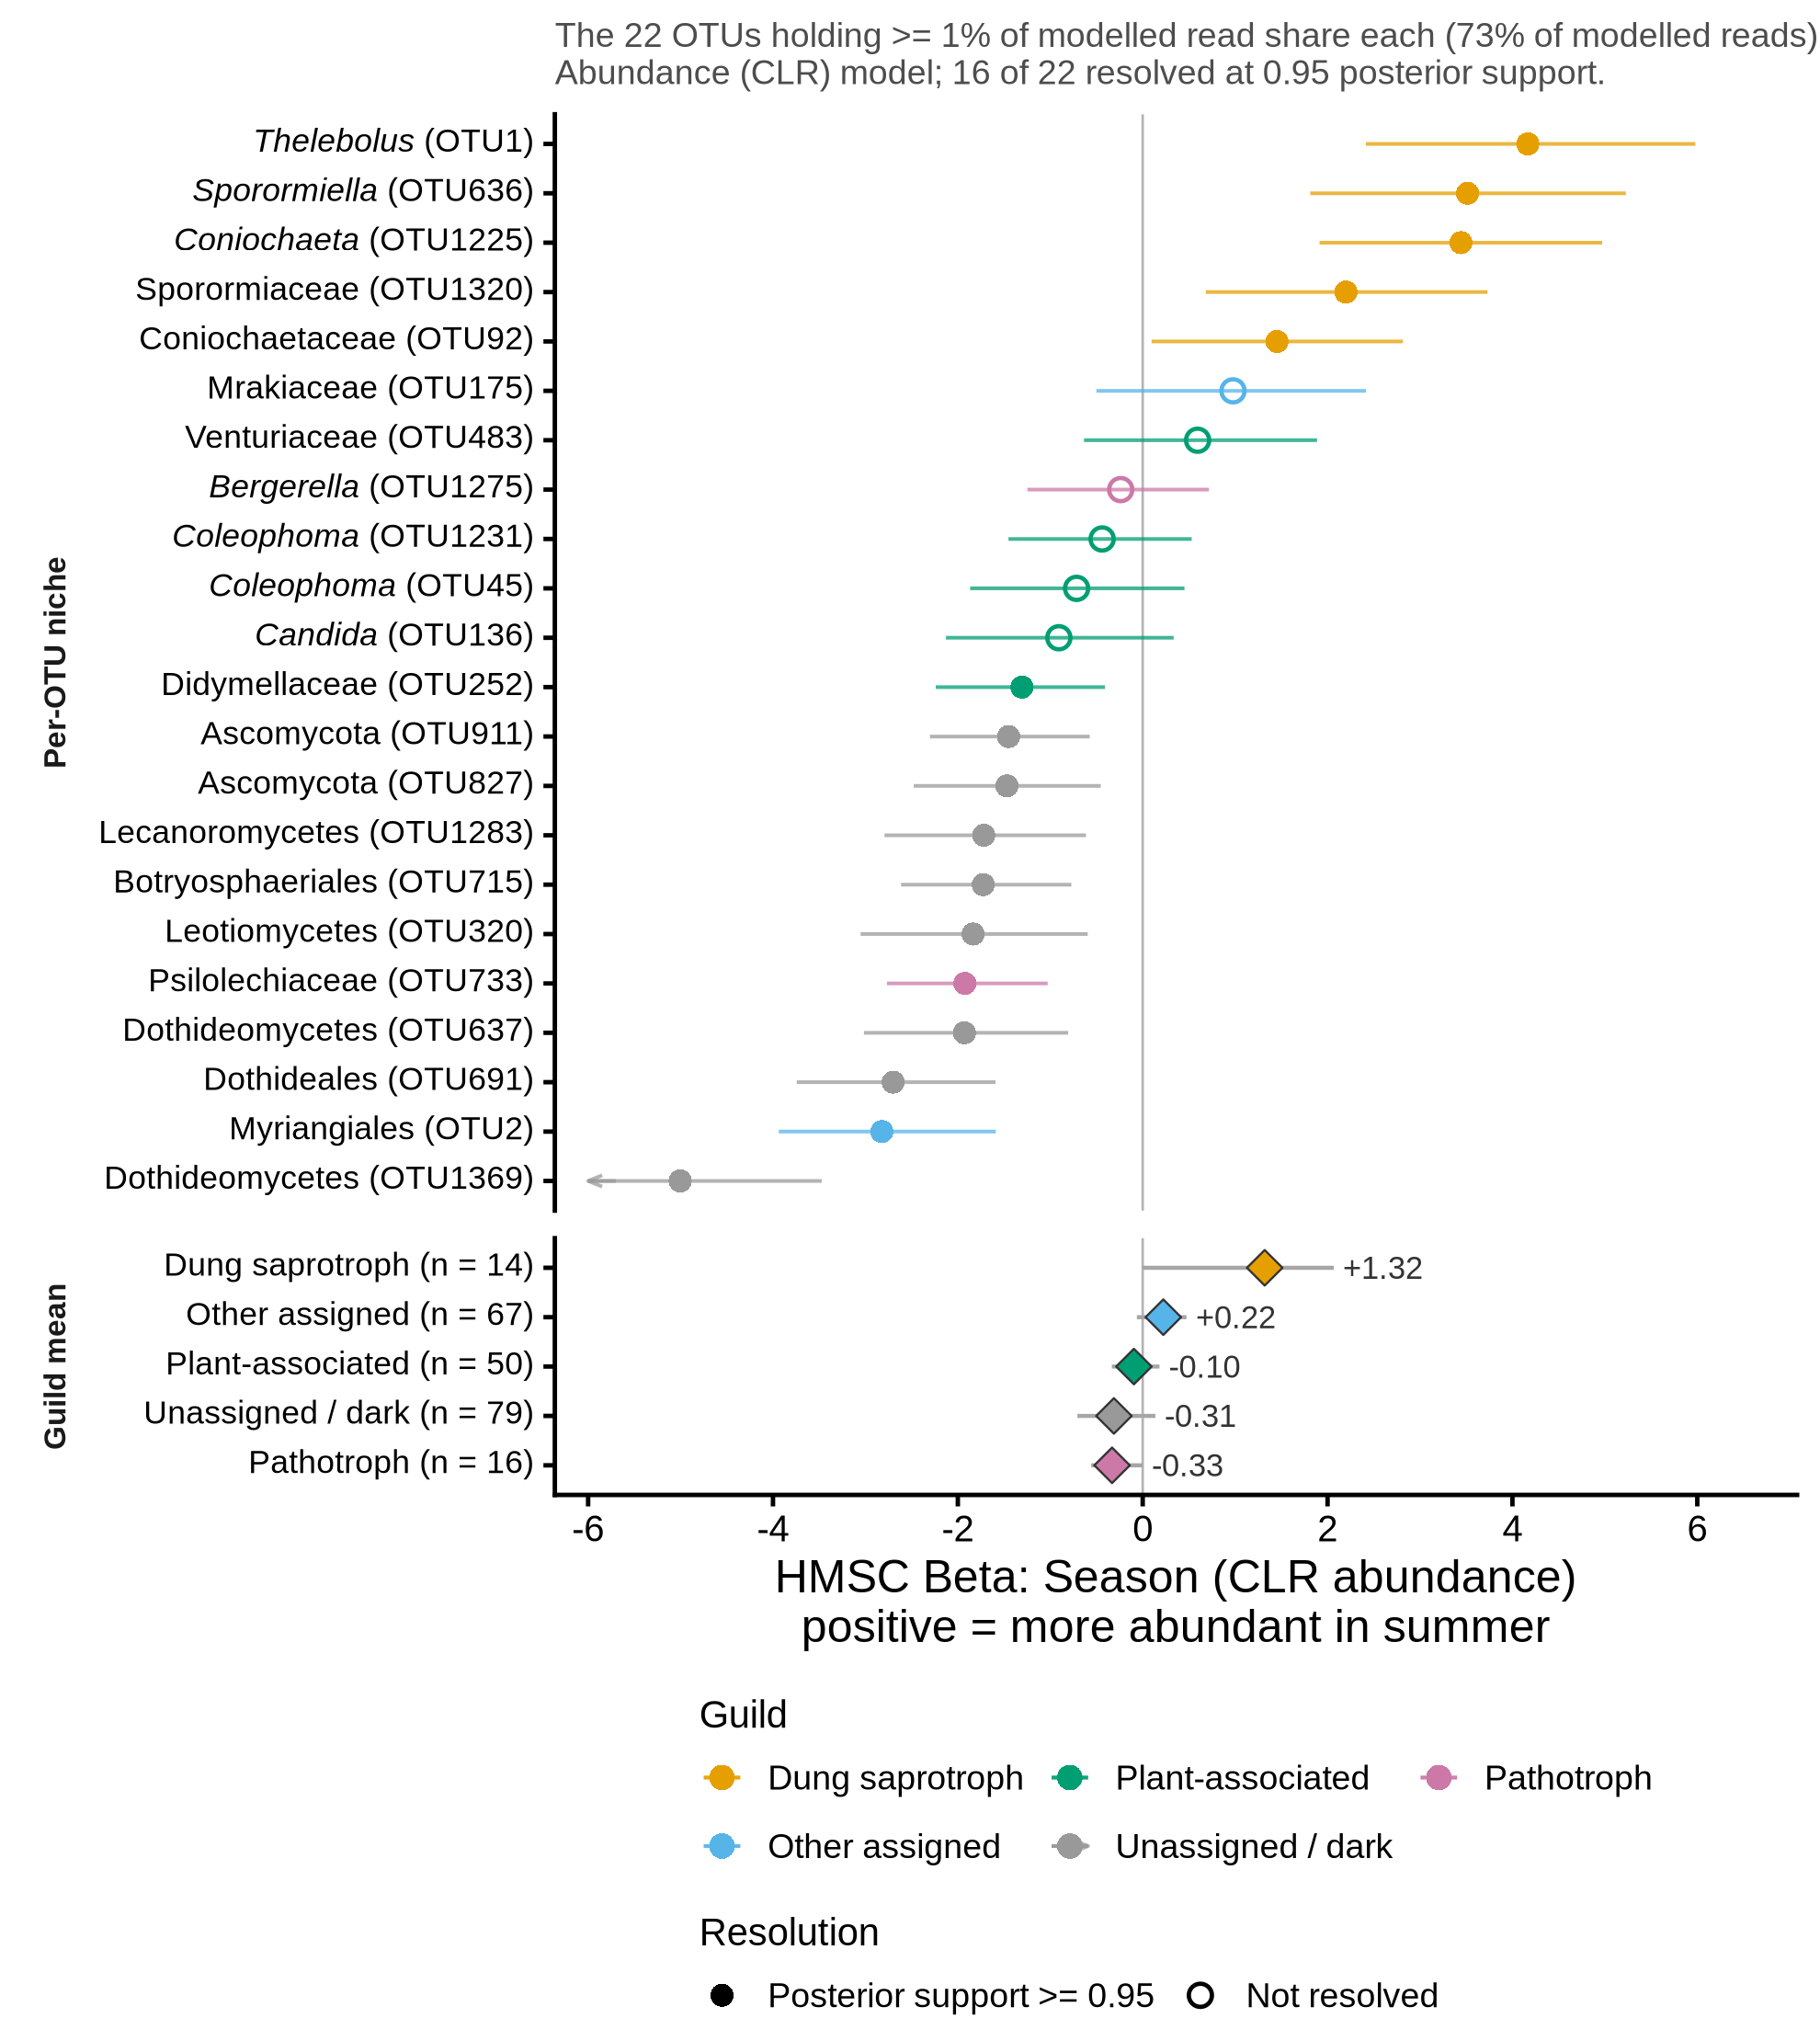 The 22 OTUs holding >= 1% of modelled read share each (73% of modelled reads)
Abundance (CLR) model; 16 of 22 resolved at 0.95 posterior support.
Per-OTU niche
Thelebolus (OTU1)
Sporormiella (OTU636)
Coniochaeta (OTU1225)
Sporormiaceae (OTU1320)
Coniochaetaceae (OTU92)
Mrakiaceae (OTU175)
Venturiaceae (OTU483)
Bergerella (OTU1275)
Coleophoma (OTU1231)
Coleophoma (OTU45)
Candida (OTU136)
Didymellaceae (OTU252)
Ascomycota (OTU911)
Ascomycota (OTU827)
Lecanoromycetes (OTU1283)
Botryosphaeriales (OTU715)
Leotiomycetes (OTU320)
Psilolechiaceae (OTU733)
Dothideomycetes (OTU637)
Dothideales (OTU691)
Myriangiales (OTU2)
Dothideomycetes (OTU1369)
Guild mean
Dung saprotroph (n = 14) +1.32
Other assigned (n = 67) +0.22
Plant-associated (n = 50) -0.10
Unassigned / dark (n = 79) -0.31
Pathotroph (n = 16) -0.33
-6 -4 -2 0 2 4 6
HMSC Beta: Season (CLR abundance)
positive = more abundant in summer
Guild
Dung saprotroph Plant-associated Pathotroph
Other assigned Unassigned / dark
Resolution
Posterior support >= 0.95 Not resolved